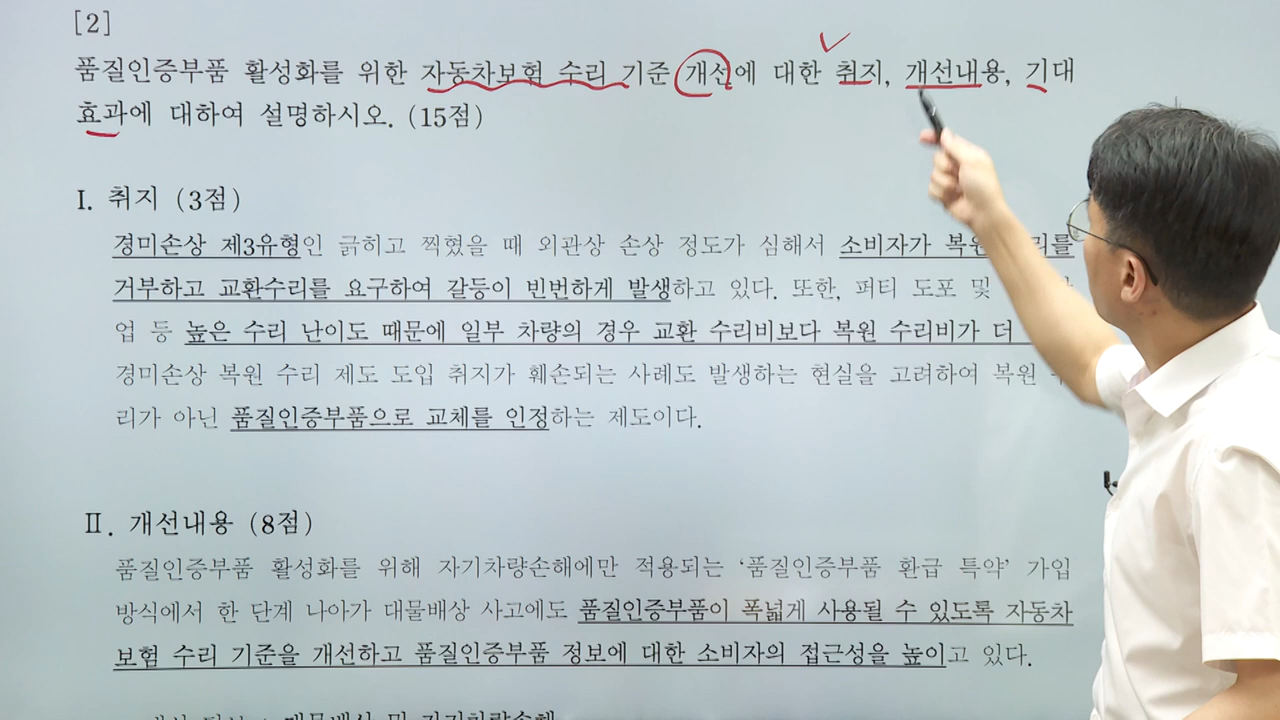 [2]
품질인증부품 활성화를 위한 자동차보험 수리 기준 개선에 대한 취지, 개선내용, 기대
효과에 대하여 설명하시오. (15점)
I. 취지 (3점)
경미손상 제3유형인 긁히고 찍혔을 때 외관상 손상 정도가 심해서 소비자가 복원
거부하고 교환수리를 요구하여 갈등이 빈번하게 발생하고 있다. 또한, 퍼티 도포 및
업 등 높은 수리 난이도 때문에 일부 차량의 경우 교환 수리비보다 복원 수리비가 더
경미손상 복원 수리 제도 도입 취지가 훼손되는 사례도 발생하는 현실을 고려하여 복원
리가 아닌 품질인증부품으로 교체를 인정하는 제도이다.
II. 개선내용 (8점)
품질인증부품 활성화를 위해 자기차량손해에만 적용되는 ‘품질인증부품 환급 특약’ 가입
방식에서 한 단계 나아가 대물배상 사고에도 품질인증부품이 폭넓게 사용될 수 있도록 자동차
보험 수리 기준을 개선하고 품질인증부품 정보에 대한 소비자의 접근성을 높이고 있다.
: 대물배상 및 자기차량손해